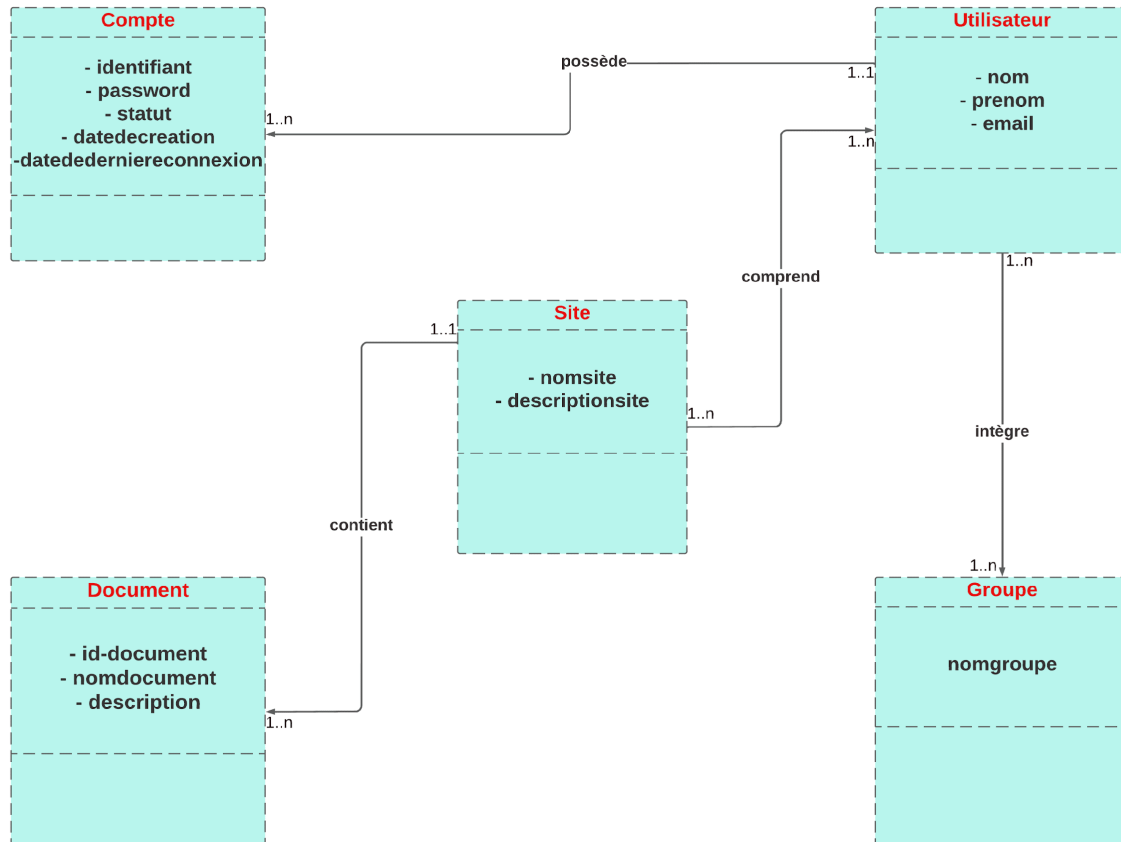 Compte
- identifiant
- password
- statut
- datedecreation
-datedederniereconnexion
Utilisateur
- nom
- prenom
- email
possède
1..1
1..n
1..n
comprend
1..n
intègre
Site
- nomsite
- descriptionsite
1..1
1..n
contient
1..n
Document
- id-document
- nomdocument
- description
1..n
Groupe
nomgroupe